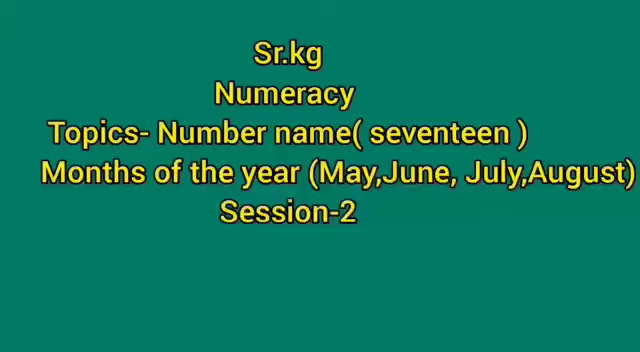 Sr.kg
Numeracy
Topics- Number name( seventeen )
Months of the year (May,June, July,August)
Session-2